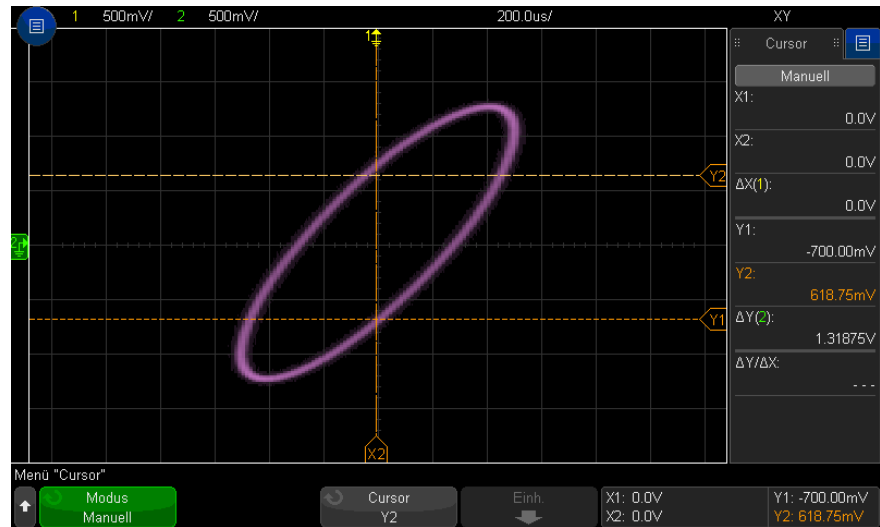 1 500mV/ 2 500mV/ 200.0us/ XY
Cursor
Manuell
X1:
0.0V
X2:
0.0V
ΔX(1):
0.0V
Y1:
-700.00mV
Y2:
618.75mV
ΔY(2):
1.31875V
ΔY/ΔX:
- - -
1
Y2
2
Y1
X2
Menü "Cursor"
Modus
Manuell
Cursor
Y2
Einh.
X1: 0.0V
X2: 0.0V
Y1: -700.00mV
Y2: 618.75mV